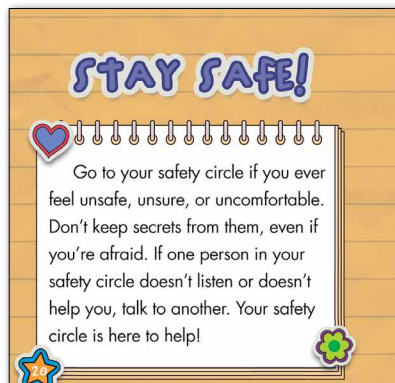 STAY SAFE!
Go to your safety circle if you ever
feel unsafe, unsure, or uncomfortable.
Don't keep secrets from them, even if
you're afraid. If one person in your
safety circle doesn't listen or doesn't
help you, talk to another. Your safety
circle is here to help!
20